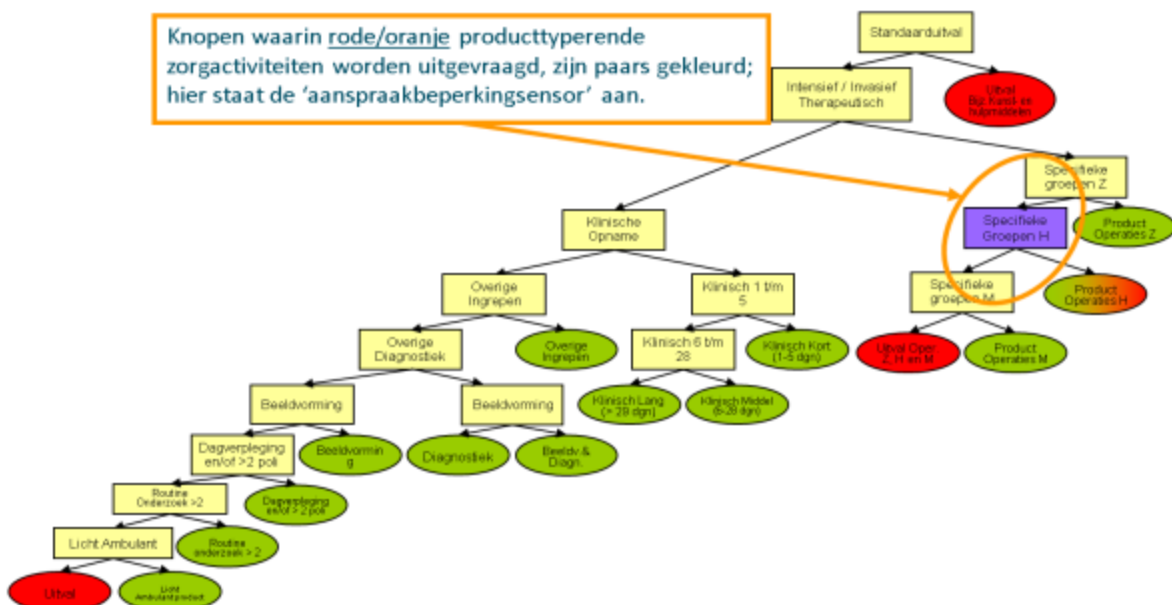 Knopen waarin rode/oranje producttyperende
zorgactiviteiten worden uitgevraagd, zijn paars gekleurd;
hier staat de 'aanspraakbeperkingsensor' aan.
Standaarduitval
Intensief / Invasief
Therapeutisch
Uitval
Bijz Kunst- en
hulpmiddelen
Specifieke
groepen Z
Klinische
Opname
Specifieke
Groepen H
Product
Operaties Z
Overige
Ingrepen
Klinisch 1 t/m
5
Specifieke
groepen M
Product
Operaties H
Overige
Diagnostiek
Overige
Ingrepen
Klinisch 6 t/m
28
Klinisch Kort
(1-5 dgn)
Uitval Oper
Z, H en M
Product
Operaties M
Beeldvorming
Beeldvorming
Klinisch Lang
(> 29 dgn)
Klinisch Middel
(6-28 dgn)
Dagverpleging
en/of >2 poli
Beeldvormin
g
Diagnostiek
Beeldv &
Diagn.
Routine
Onderzoek >2
Dagverpleging
en/of > 2 poli
Licht Ambulant
Routine
onderzoek > 2
Uitval
Licht
Ambulant product